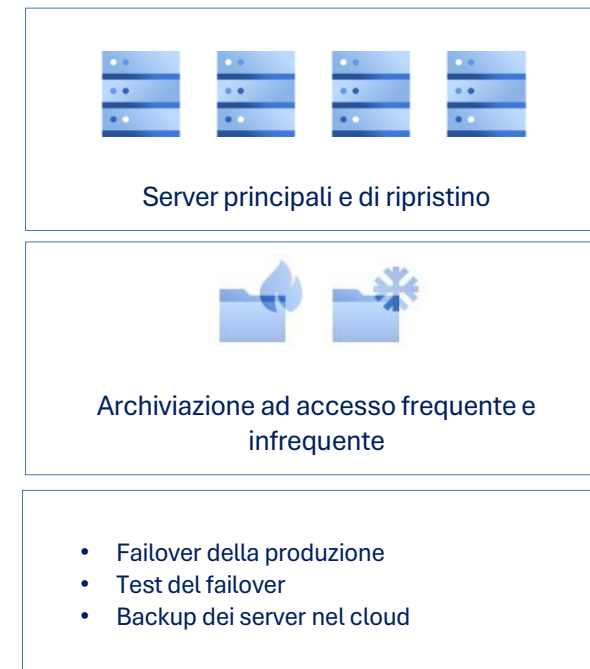 Server principali e di ripristino
Archiviazione ad accesso frequente e
infrequente
• Failover della produzione
• Test del failover
• Backup dei server nel cloud